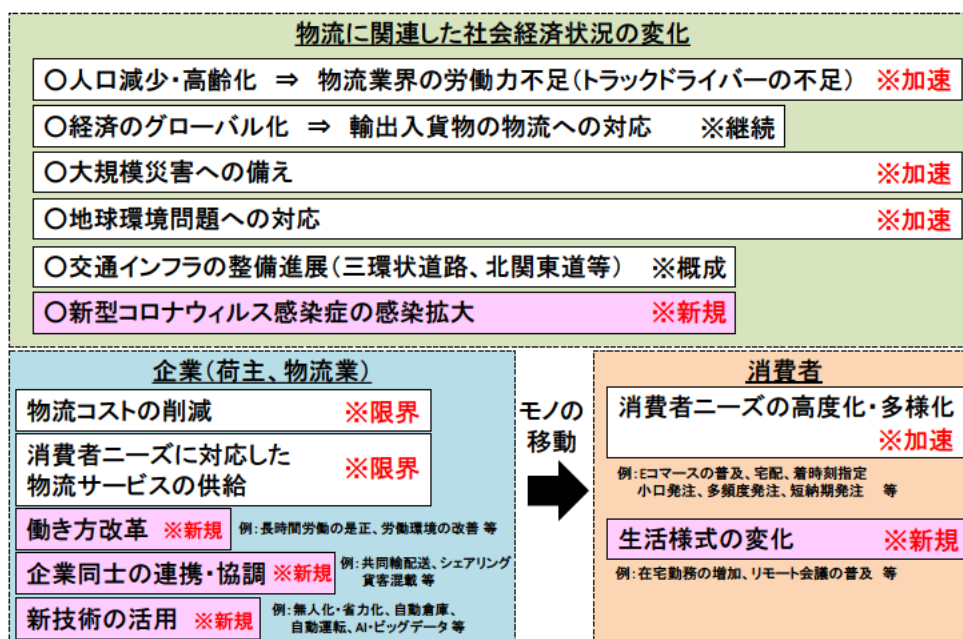 物流に関連した社会経済状況の変化
〇人口減少・高齢化 ⇒ 物流業界の労働力不足(トラックドライバーの不足) ※加速
〇経済のグローバル化 ⇒ 輸出入貨物の物流への対応 ※継続
〇大規模災害への備え ※加速
〇地球環境問題への対応 ※加速
〇交通インフラの整備進展(三環状道路、北関東道等) ※概成
〇新型コロナウィルス感染症の感染拡大 ※新規
企業(荷主、物流業)
物流コストの削減 ※限界
消費者ニーズに対応した
物流サービスの供給 ※限界
働き方改革 ※新規
例:長時間労働の是正、労働環境の改善 等
企業同士の連携・協調 ※新規
例:共同輸配送、シェアリング
貨客混載 等
新技術の活用 ※新規
例:無人化・省力化、自動倉庫、
自動運転、AI・ビッグデータ 等
モノの
移動
消費者
消費者ニーズの高度化・多様化
※加速
例:Eコマースの普及、宅配、着時刻指定
小口発注、多頻度発注、短納期発注 等
生活様式の変化 ※新規
例:在宅勤務の増加、リモート会議の普及 等